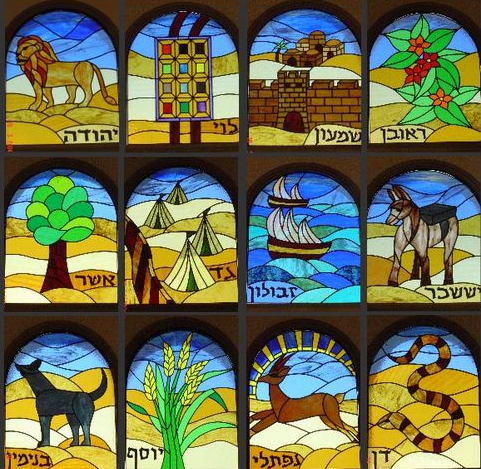 ראובן
שמעון
לוי
יהודה
יששכר
זבולון
גד
אשר
דן
נפתלי
יוסף
בנימין